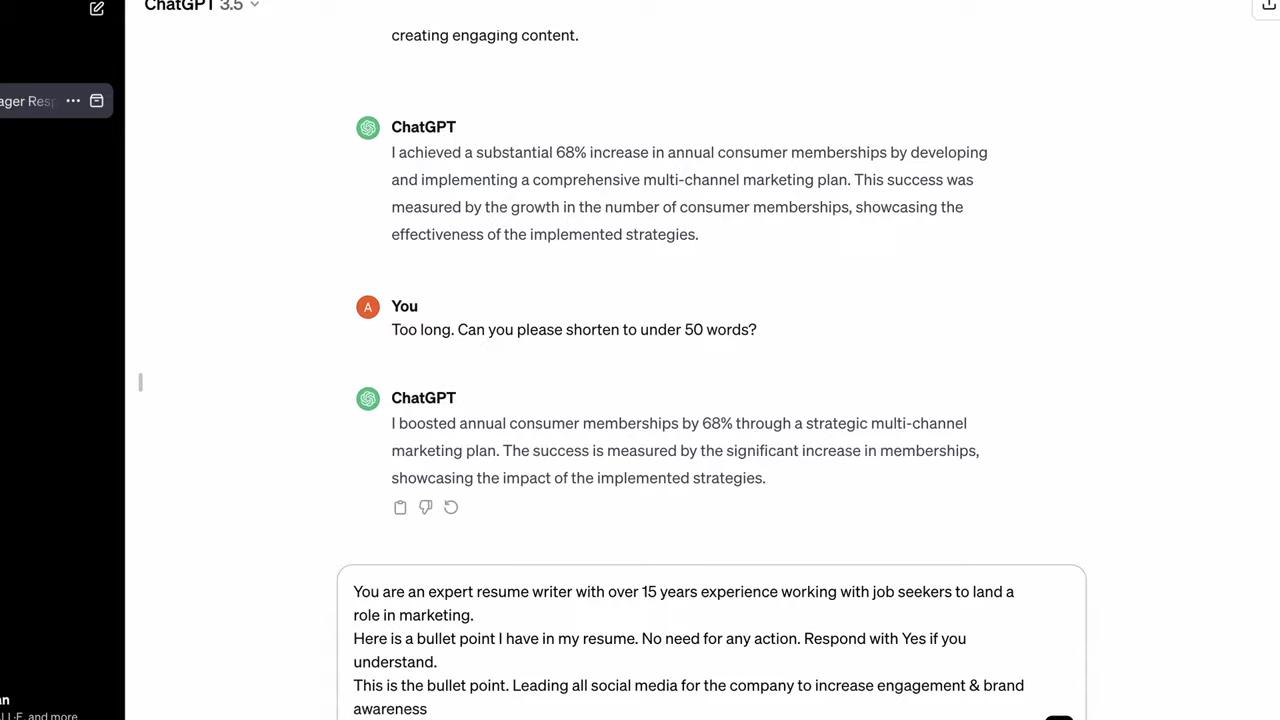 ChatGPT 3.5
creating engaging content.
ager Resp
ChatGPT
I achieved a substantial 68% increase in annual consumer memberships by developing
and implementing a comprehensive multi-channel marketing plan. This success was
measured by the growth in the number of consumer memberships, showcasing the
effectiveness of the implemented strategies.
A
You
Too long. Can you please shorten to under 50 words?
ChatGPT
I boosted annual consumer memberships by 68% through a strategic multi-channel
marketing plan. The success is measured by the significant increase in memberships,
showcasing the impact of the implemented strategies.
You are an expert resume writer with over 15 years experience working with job seekers to land a
role in marketing.
Here is a bullet point I have in my resume. No need for any action. Respond with Yes if you
understand.
This is the bullet point. Leading all social media for the company to increase engagement & brand
awareness
an
ALL·E, and more